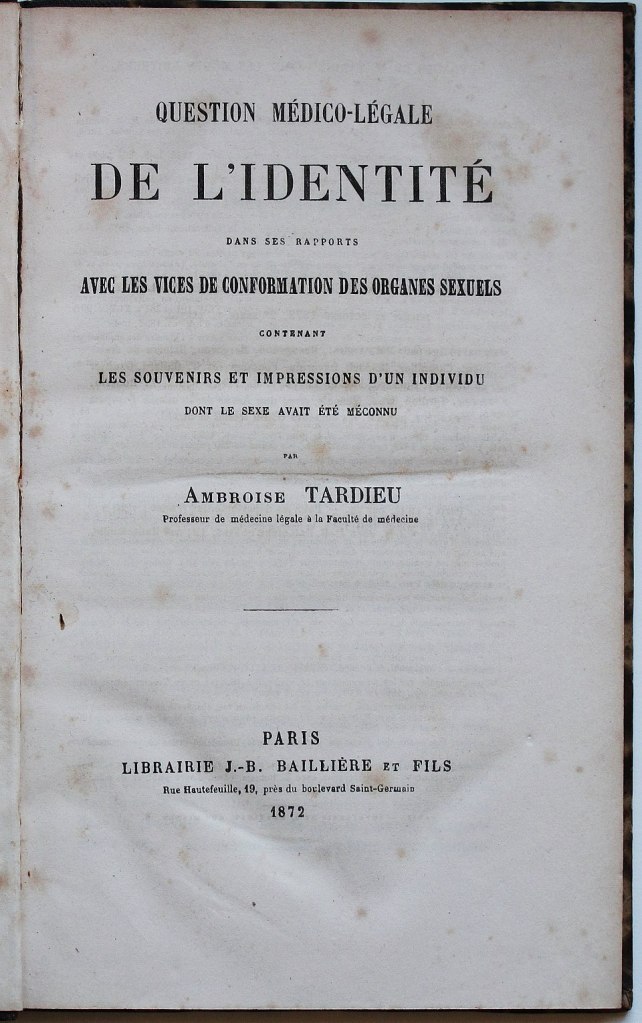 QUESTION MÉDICO-LÉGALE
DE L'IDENTITÉ
DANS SES RAPPORTS
AVEC LES VICES DE CONFORMATION DES ORGANES SEXUELS
CONTENANT
LES SOUVENIRS ET IMPRESSIONS D'UN INDIVIDU
DONT LE SEXE AVAIT ÉTÉ MÉCONNU
PAR
AMBROISE TARDIEU
Professeur de médecine légale à la Faculté de médecine
PARIS
LIBRAIRIE J.-B. BAILLIÈRE ET FILS
Rue Hautefeuille, 19, près du boulevard Saint-Germain
1872